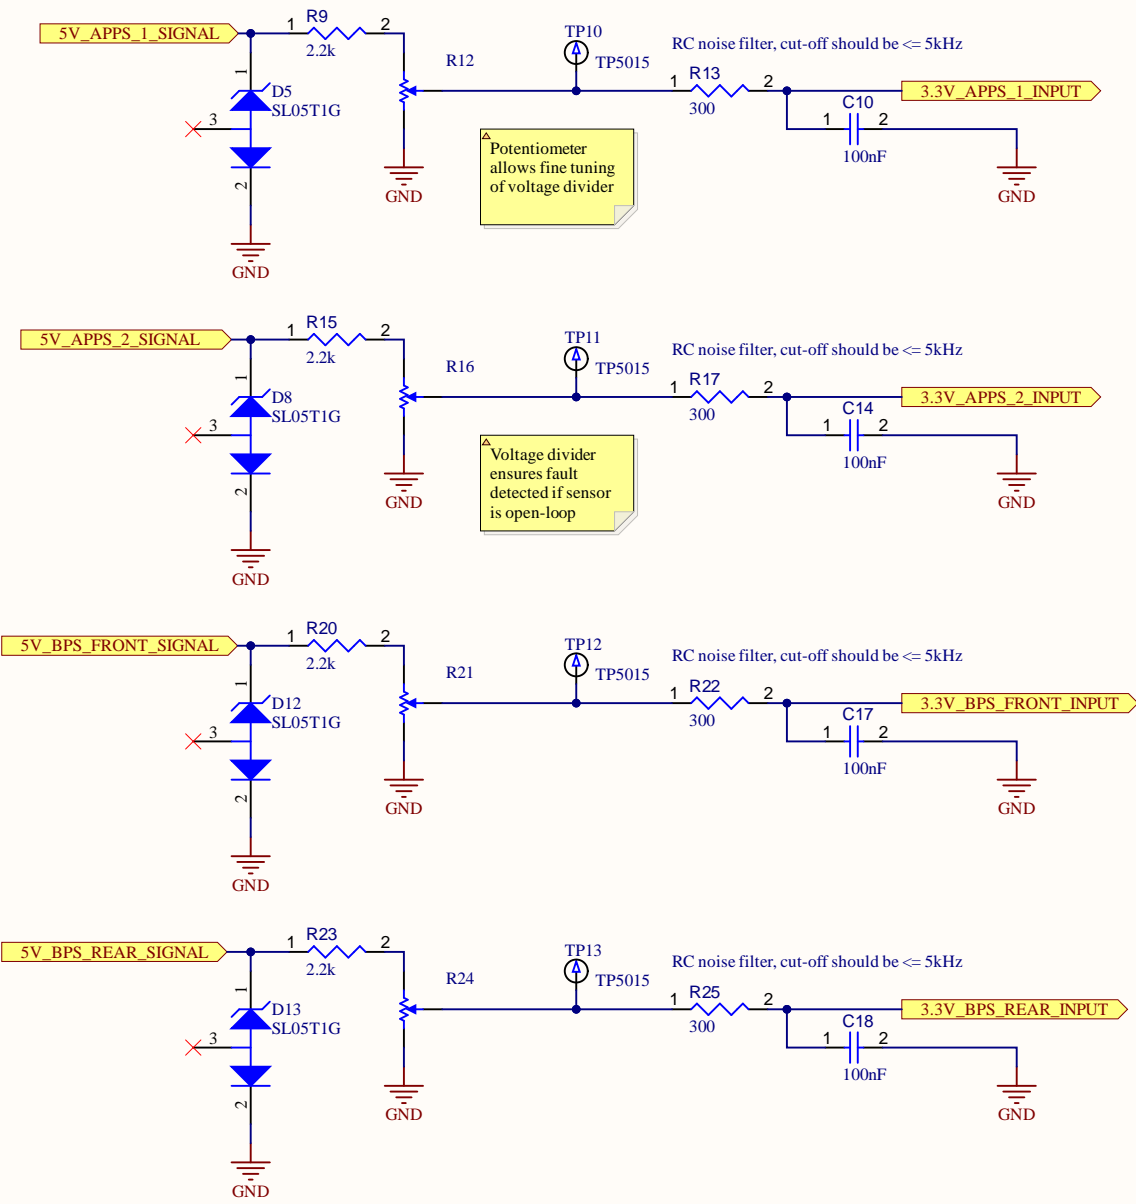 5V_APPS_1_SIGNAL
1
R9
2
2.2k
1
D5
SL05T1G
3
2
GND
R12
GND
TP10
TP5015
RC noise filter, cut-off should be <= 5kHz
1
R13
2
300
3.3V_APPS_1_INPUT
1
C10
2
100nF
GND
Potentiometer
allows fine tuning
of voltage divider
5V_APPS_2_SIGNAL
1
R15
2
2.2k
1
D8
SL05T1G
3
2
GND
R16
GND
TP11
TP5015
RC noise filter, cut-off should be <= 5kHz
1
R17
2
300
3.3V_APPS_2_INPUT
1
C14
2
100nF
GND
Voltage divider
ensures fault
detected if sensor
is open-loop
5V_BPS_FRONT_SIGNAL
1
R20
2
2.2k
1
D12
SL05T1G
3
2
GND
R21
GND
TP12
TP5015
RC noise filter, cut-off should be <= 5kHz
1
R22
2
300
3.3V_BPS_FRONT_INPUT
1
C17
2
100nF
GND
5V_BPS_REAR_SIGNAL
1
R23
2
2.2k
1
D13
SL05T1G
3
2
GND
R24
GND
TP13
TP5015
RC noise filter, cut-off should be <= 5kHz
1
R25
2
300
3.3V_BPS_REAR_INPUT
1
C18
2
100nF
GND